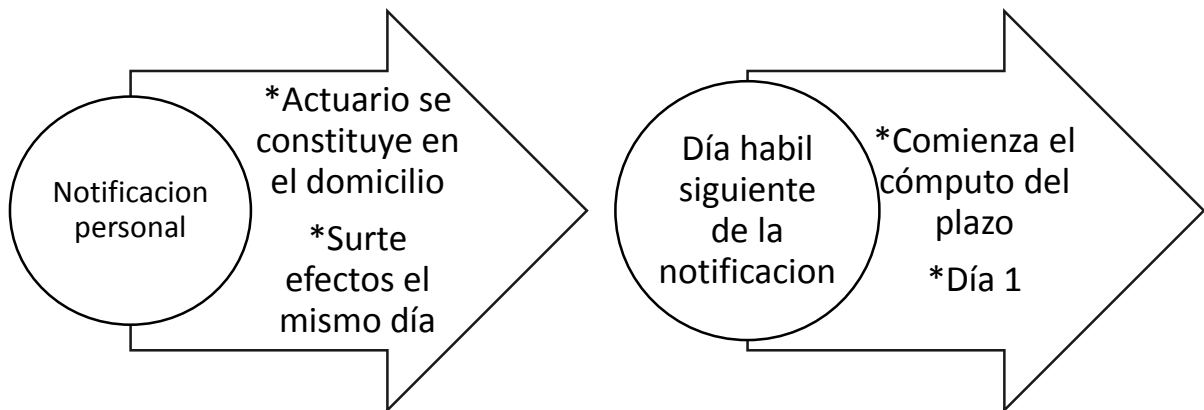 Notificacion
personal
*Actuario se
constituye en
el domicilio
*Surte
efectos el
mismo día
Día habil
siguiente
de la
notificacion
*Comienza el
cómputo del
plazo
*Día 1